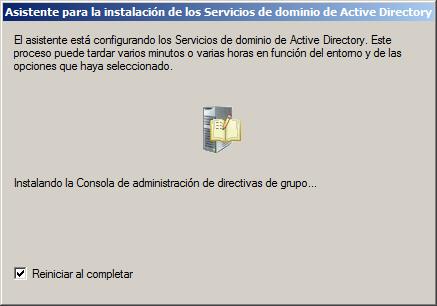 Asistente para la instalación de los Servicios de dominio de Active Directory
El asistente está configurando los Servicios de dominio de Active Directory. Este
proceso puede tardar varios minutos o varias horas en función del entorno y de las
opciones que haya seleccionado.
Instalando la Consola de administración de directivas de grupo...
Reiniciar al completar